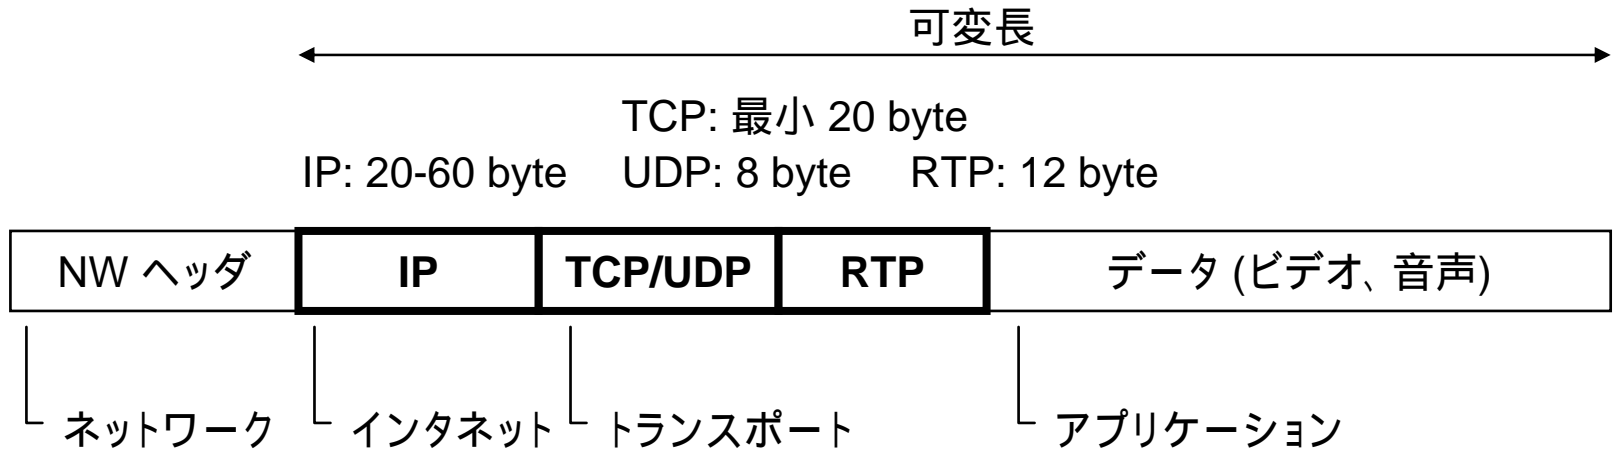 可変長
TCP: 最小 20 byte
IP: 20-60 byte UDP: 8 byte RTP: 12 byte
NW ヘッダ IP TCP/UDP RTP データ (ビデオ、音声)
ネットワーク インタネット トランスポート アプリケーション